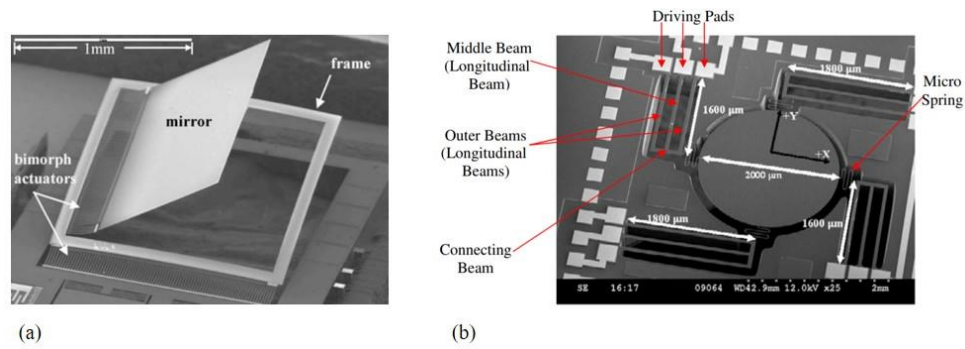 1mm
frame
mirror
bimorph
actuators
(a)
Driving Pads
Middle Beam
(Longitudinal
Beam)
Outer Beams
(Longitudinal
Beams)
Connecting
Beam
Micro
Spring
1800 μm
1600 μm
+Y
+X
2000 μm
1800 μm
1600 μm
SE 16:17 09064 WD42.9mm 12.0kV x25 2mm
(b)